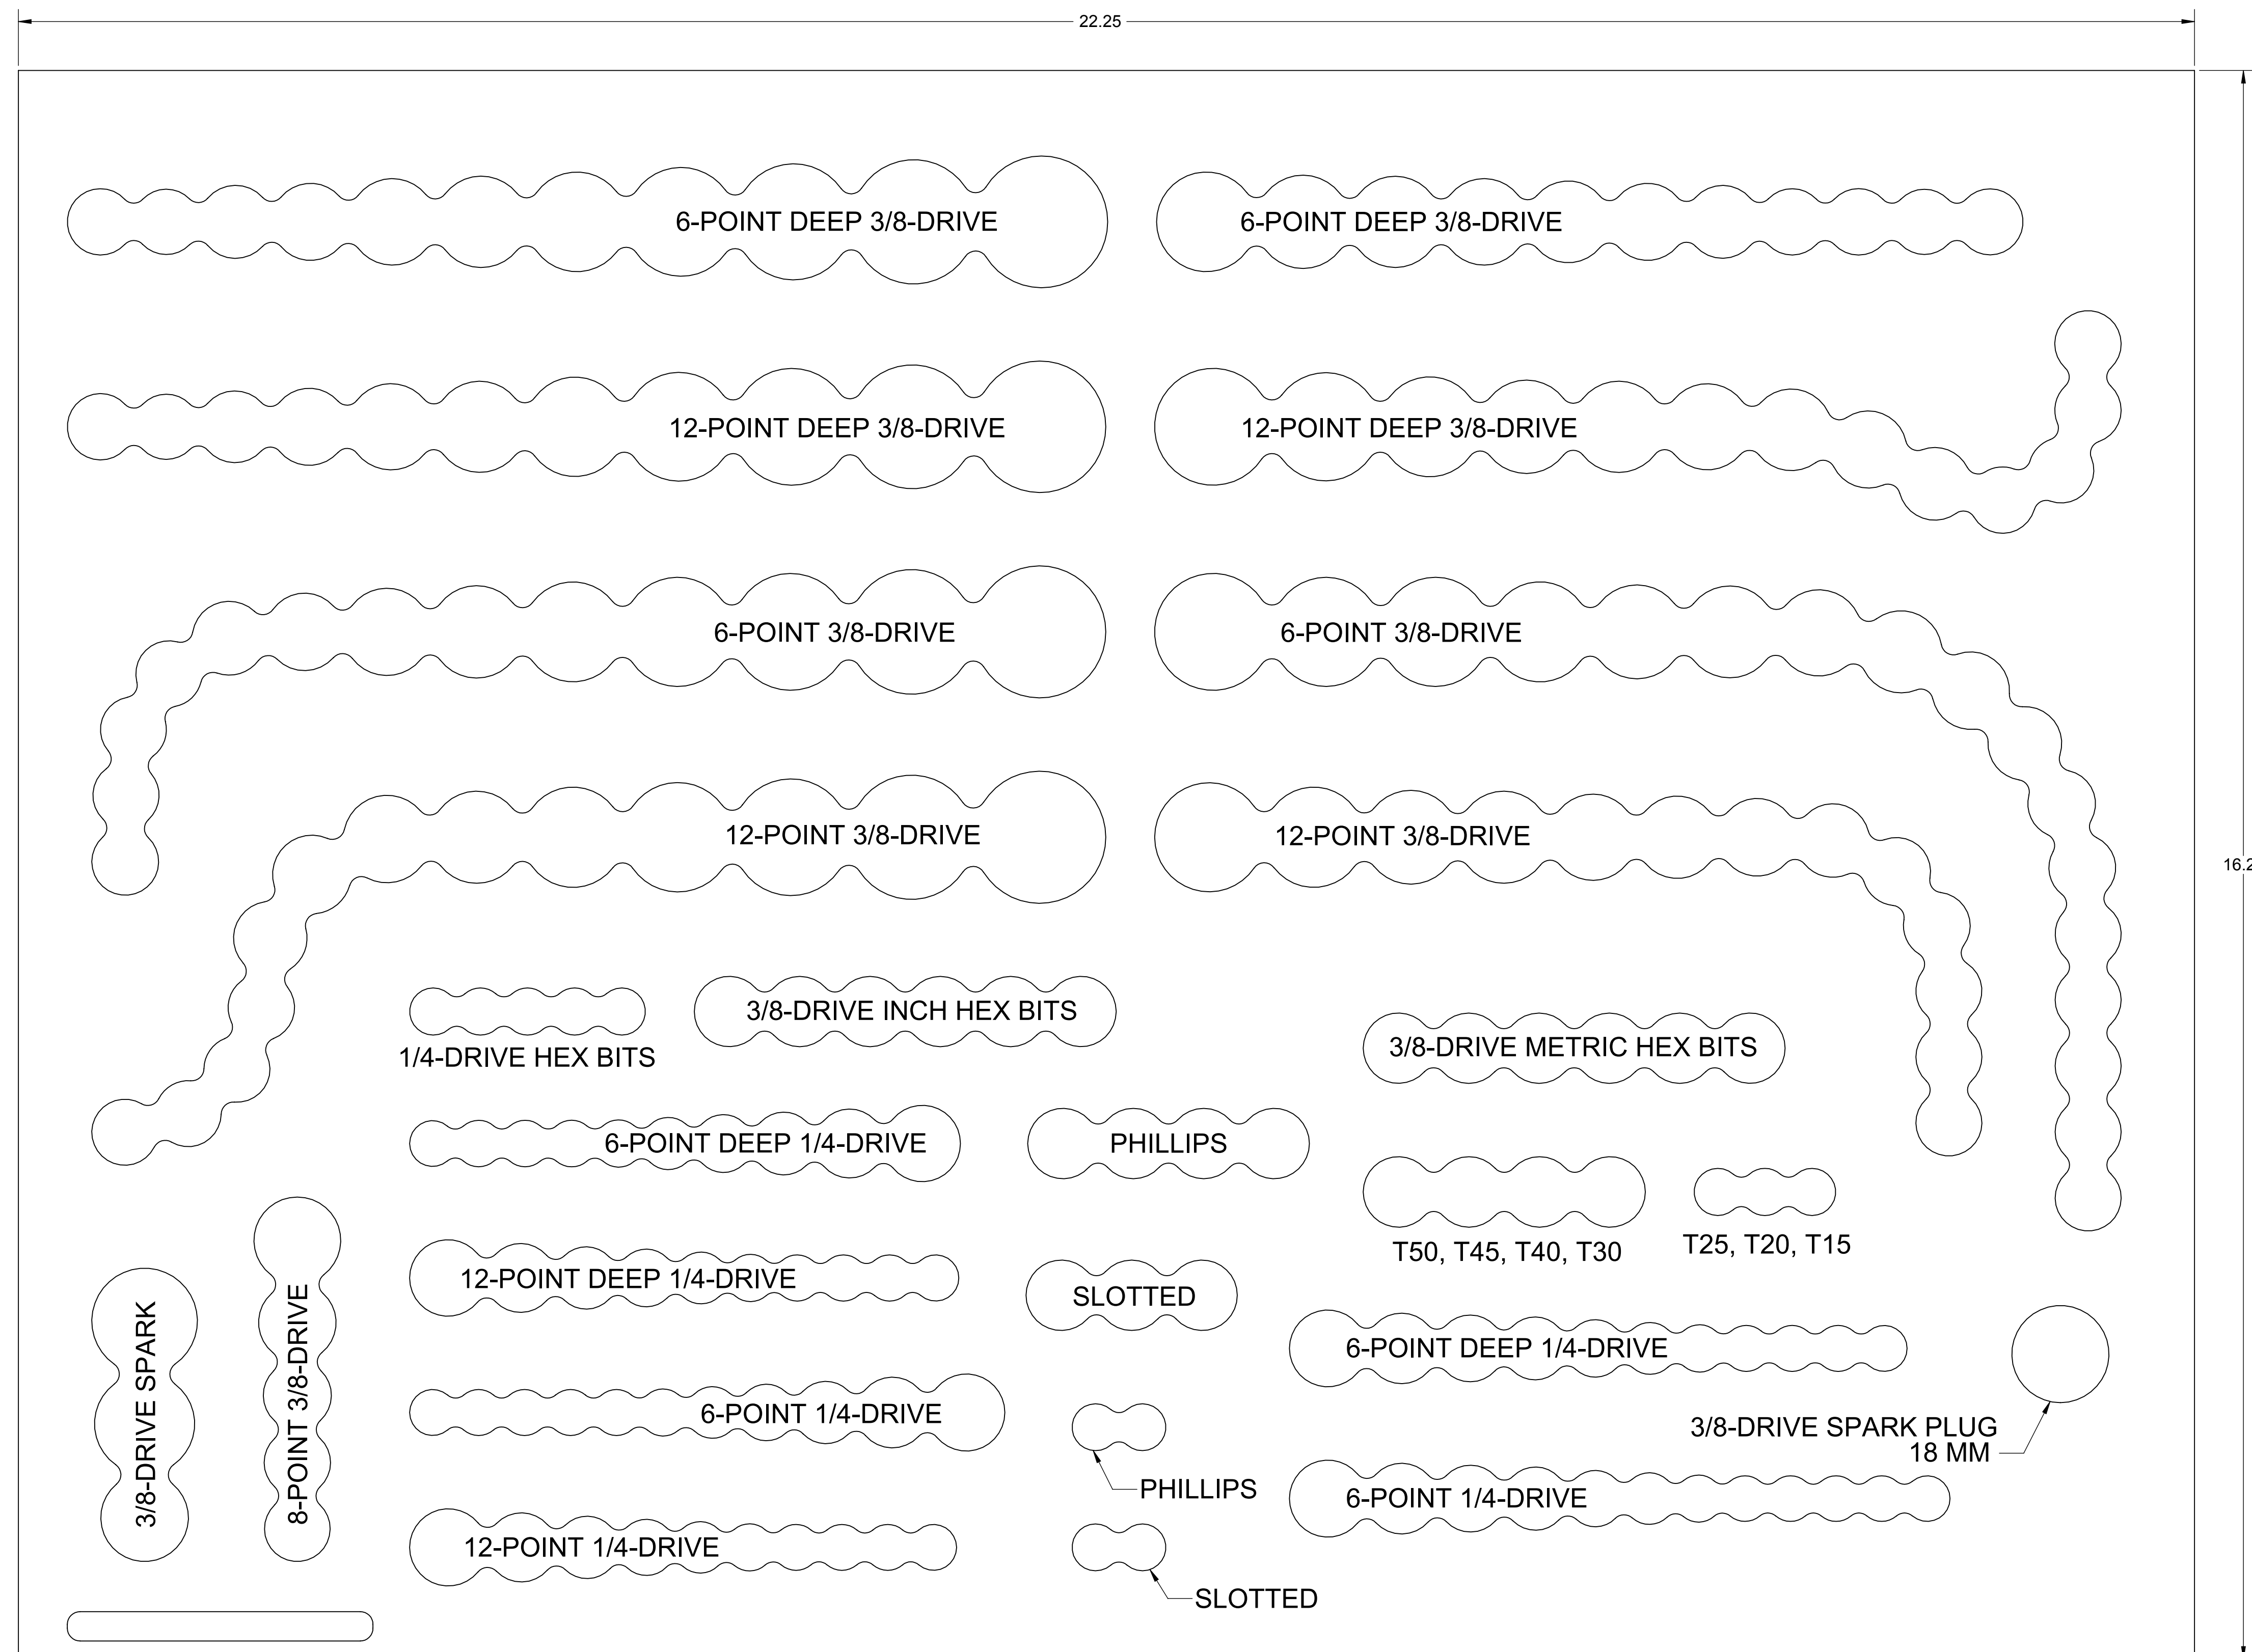 22.25
6-POINT DEEP 3/8-DRIVE
6-POINT DEEP 3/8-DRIVE
12-POINT DEEP 3/8-DRIVE
12-POINT DEEP 3/8-DRIVE
6-POINT 3/8-DRIVE
6-POINT 3/8-DRIVE
12-POINT 3/8-DRIVE
12-POINT 3/8-DRIVE
16.2
3/8-DRIVE INCH HEX BITS
1/4-DRIVE HEX BITS
3/8-DRIVE METRIC HEX BITS
6-POINT DEEP 1/4-DRIVE
PHILLIPS
T50, T45, T40, T30
T25, T20, T15
12-POINT DEEP 1/4-DRIVE
SLOTTED
3/8-DRIVE SPARK
8-POINT 3/8-DRIVE
6-POINT DEEP 1/4-DRIVE
6-POINT 1/4-DRIVE
3/8-DRIVE SPARK PLUG
18 MM
PHILLIPS
6-POINT 1/4-DRIVE
12-POINT 1/4-DRIVE
SLOTTED